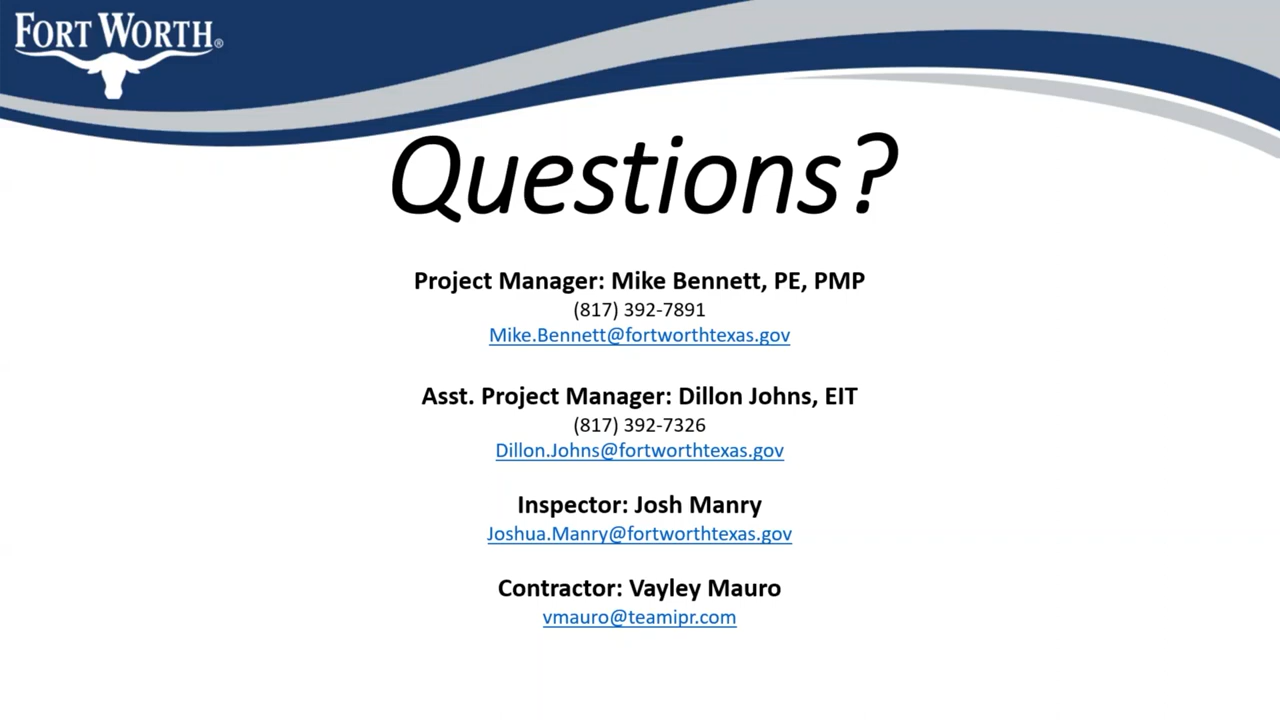 FORT WORTH®
Questions?
Project Manager: Mike Bennett, PE, PMP
(817) 392-7891
Mike.Bennett@fortworthtexas.gov
Asst. Project Manager: Dillon Johns, EIT
(817) 392-7326
Dillon.Johns@fortworthtexas.gov
Inspector: Josh Manry
Joshua.Manry@fortworthtexas.gov
Contractor: Vayley Mauro
vmauro@teamipr.com